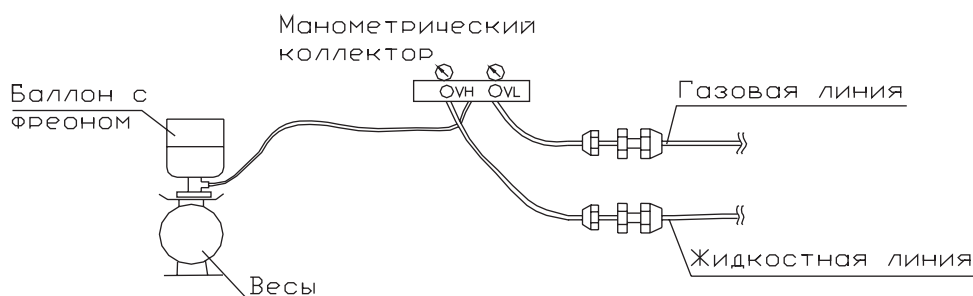 Манометрический
коллектор
Баллон с
фреоном
VH
VL
Газовая линия
Жидкостная линия
Весы